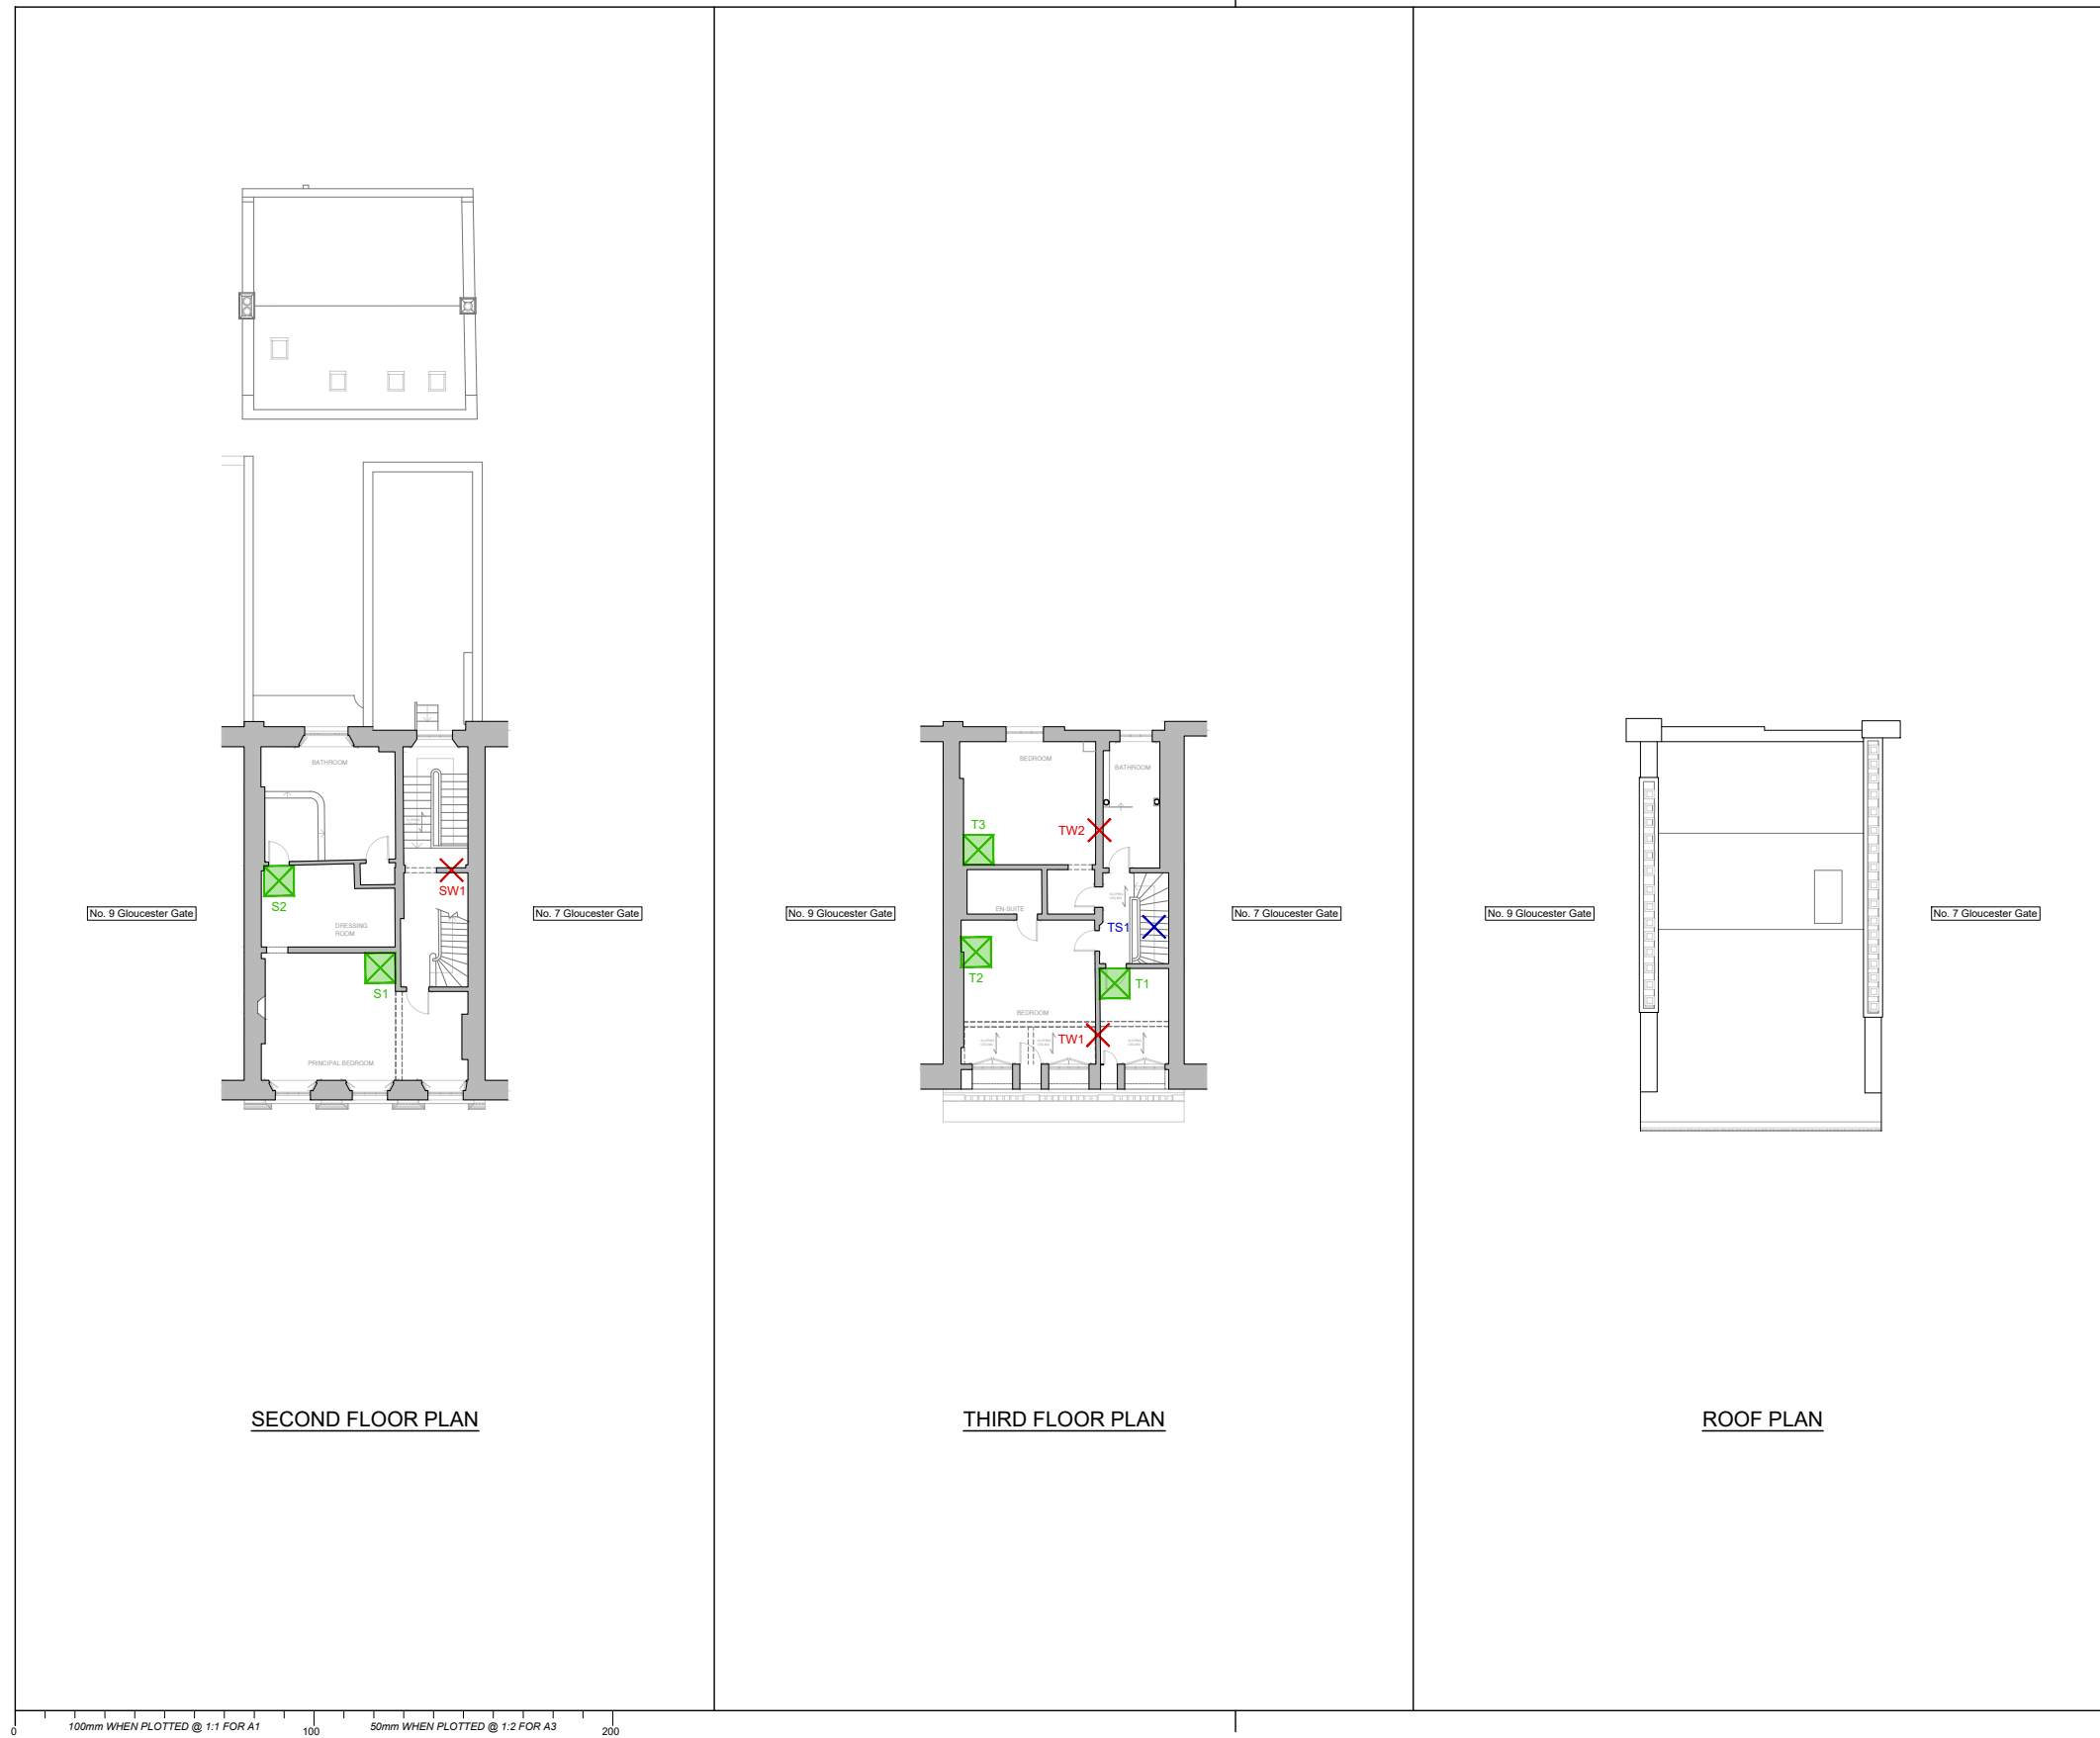 BATHROOM
SW1
S2
No. 9 Gloucester Gate
No. 7 Gloucester Gate
DRESSING
ROOM
S1
PRINCIPAL BEDROOM
SECOND FLOOR PLAN
BEDROOM
BATHROOM
T3
TW2
No. 9 Gloucester Gate
EN-SUITE
No. 7 Gloucester Gate
TS1
T2
T1
BEDROOM
TW1
THIRD FLOOR PLAN
No. 9 Gloucester Gate
No. 7 Gloucester Gate
ROOF PLAN
0
100mm WHEN PLOTTED @ 1:1 FOR A1
100
50mm WHEN PLOTTED @ 1:2 FOR A3
200